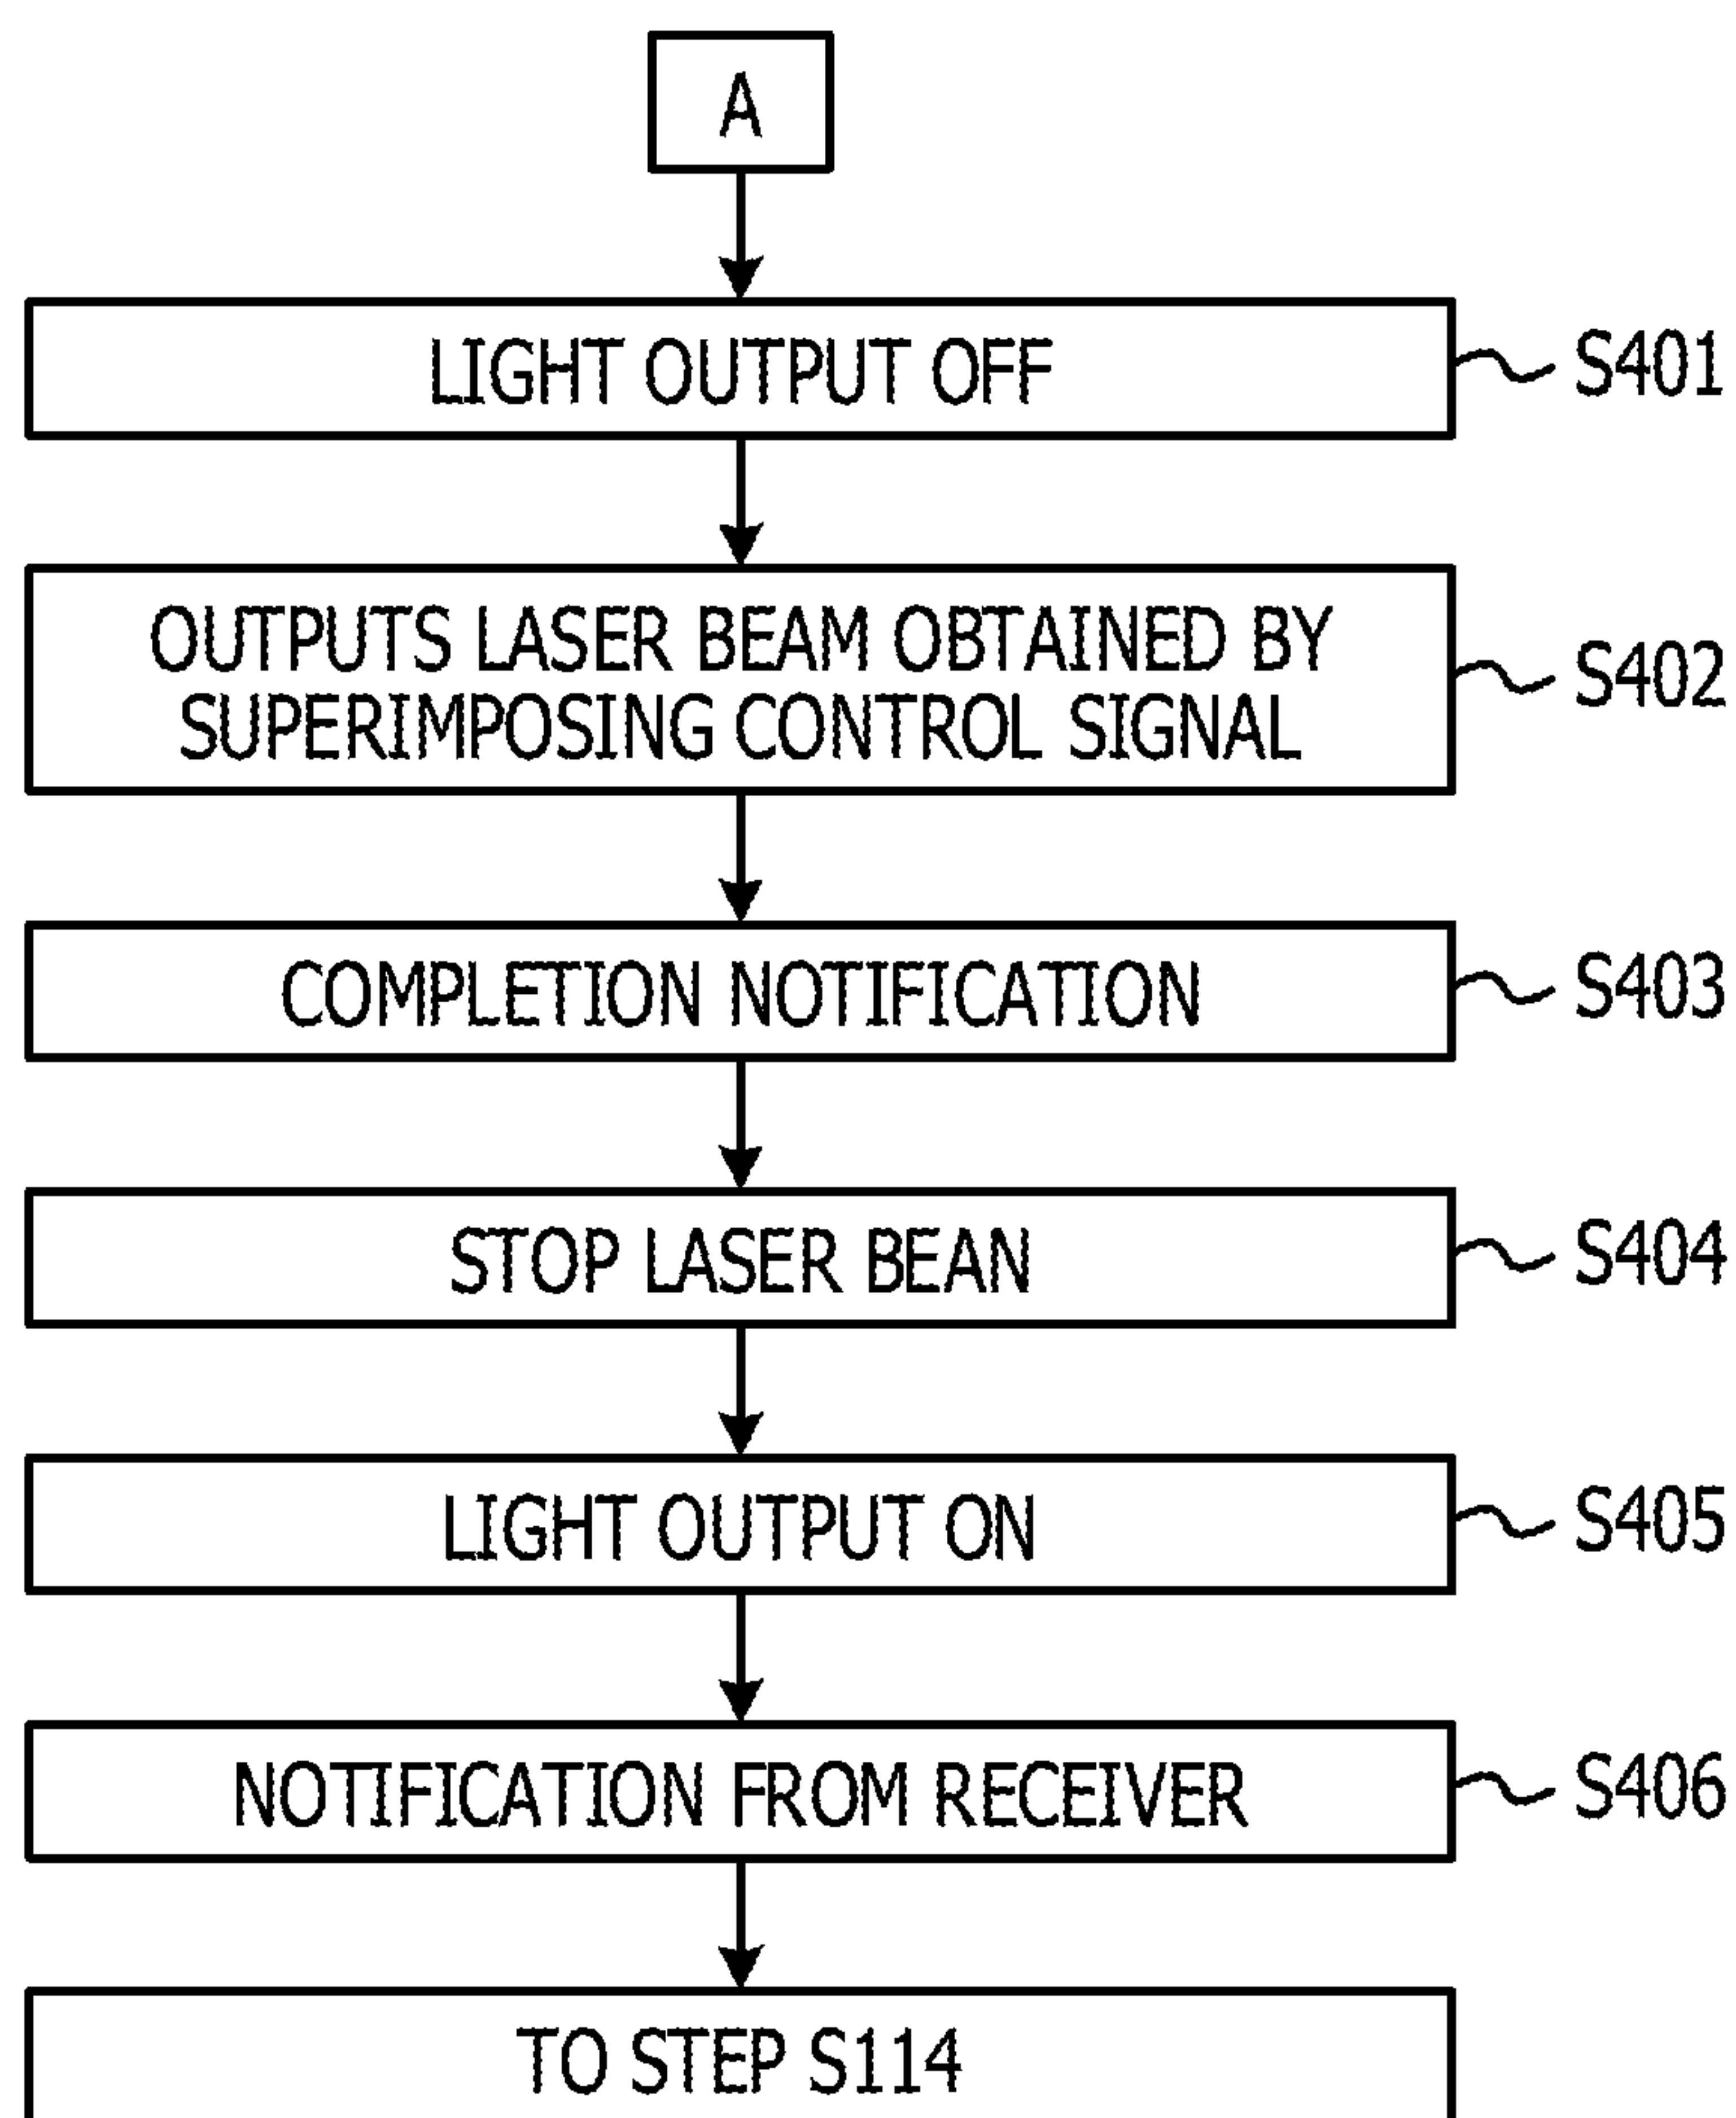 A
LIGHT OUTPUT OFF
S401
OUTPUTS LASER BEAM OBTAINED BY
SUPERIMPOSING CONTROL SIGNAL
S402
COMPLETION NOTIFICATION
S403
STOP LASER BEAN
S404
LIGHT OUTPUT ON
S405
NOTIFICATION FROM RECEIVER
S406
TO STEP S114